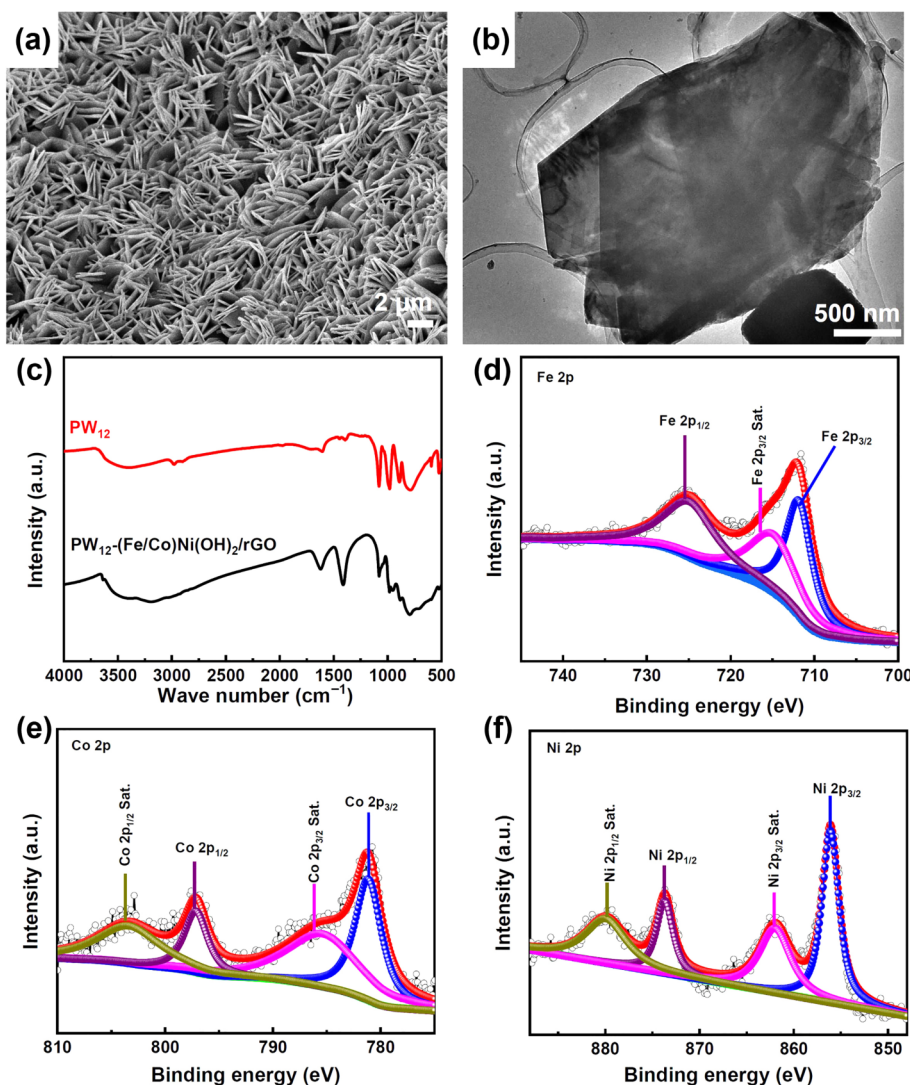 (a)
2 μm
(b)
500 nm
(c)
PW₁₂
PW₁₂-(Fe/Co)Ni(OH)₂/rGO
Intensity (a.u.)
4000 3500 3000 2500 2000 1500 1000 500
Wave number (cm⁻¹)
(d)
Fe 2p
Fe 2p₁/₂
Fe 2p₃/₂ Sat.
Fe 2p₃/₂
Intensity (a.u.)
740 730 720 710 700
Binding energy (eV)
(e)
Co 2p
Co 2p₁/₂ Sat.
Co 2p₁/₂
Co 2p₃/₂ Sat.
Co 2p₃/₂
Intensity (a.u.)
810 800 790 780
Binding energy (eV)
(f)
Ni 2p
Ni 2p₁/₂ Sat.
Ni 2p₁/₂
Ni 2p₃/₂ Sat.
Ni 2p₃/₂
Intensity (a.u.)
880 870 860 850
Binding energy (eV)